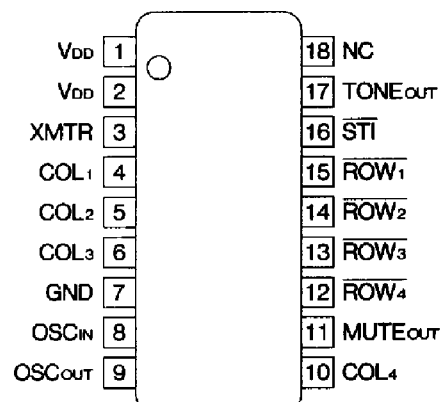 VDD 1 18 NC
VDD 2 17 TONEOUT
XMTR 3 16 STI
COL1 4 15 ROW1
COL2 5 14 ROW2
COL3 6 13 ROW3
GND 7 12 ROW4
OSCIN 8 11 MUTEOUT
OSCOUT 9 10 COL4